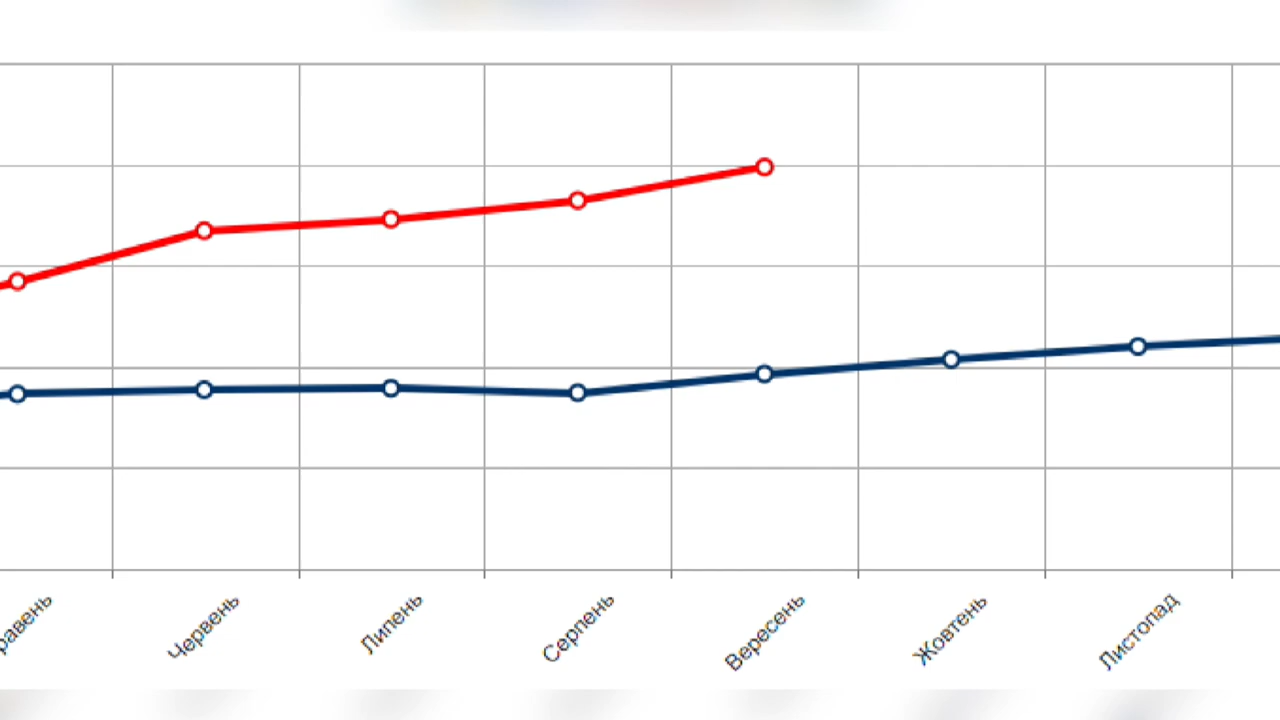 равень
Червень
Липень
Серпень
Вересень
Жовтень
Листопад